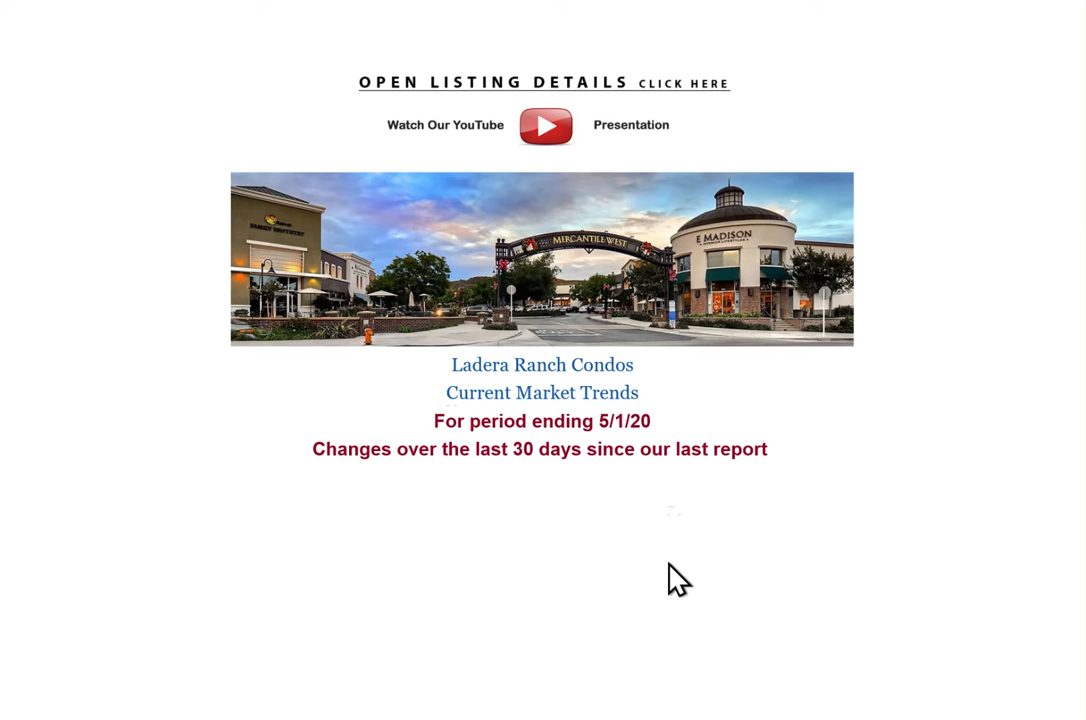 OPEN LISTING DETAILS CLICK HERE
Watch Our YouTube Presentation
FAMILY DENTISTRY
MERCANTILE WEST
E MADISON
Ladera Ranch Condos
Current Market Trends
For period ending 5/1/20
Changes over the last 30 days since our last report